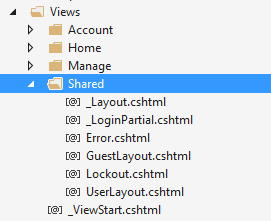 Views
Account
Home
Manage
Shared
_Layout.cshtml
_LoginPartial.cshtml
Error.cshtml
GuestLayout.cshtml
Lockout.cshtml
UserLayout.cshtml
_ViewStart.cshtml